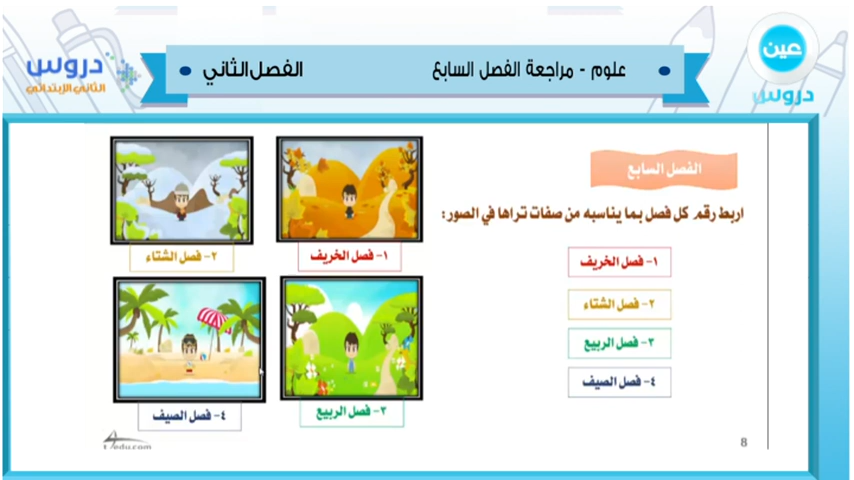 عين
دروس
علوم - مراجعة الفصل السابع
الفصل الثاني
دروس
الثاني الإبتدائي
الفصل السابع
اربط رقم كل فصل بما يناسبه من صفات تراها في الصور:
١- فصل الخريف
٢- فصل الشتاء
٣- فصل الربيع
٤- فصل الصيف
١- فصل الخريف
٢- فصل الشتاء
٣- فصل الربيع
٤- فصل الصيف
8